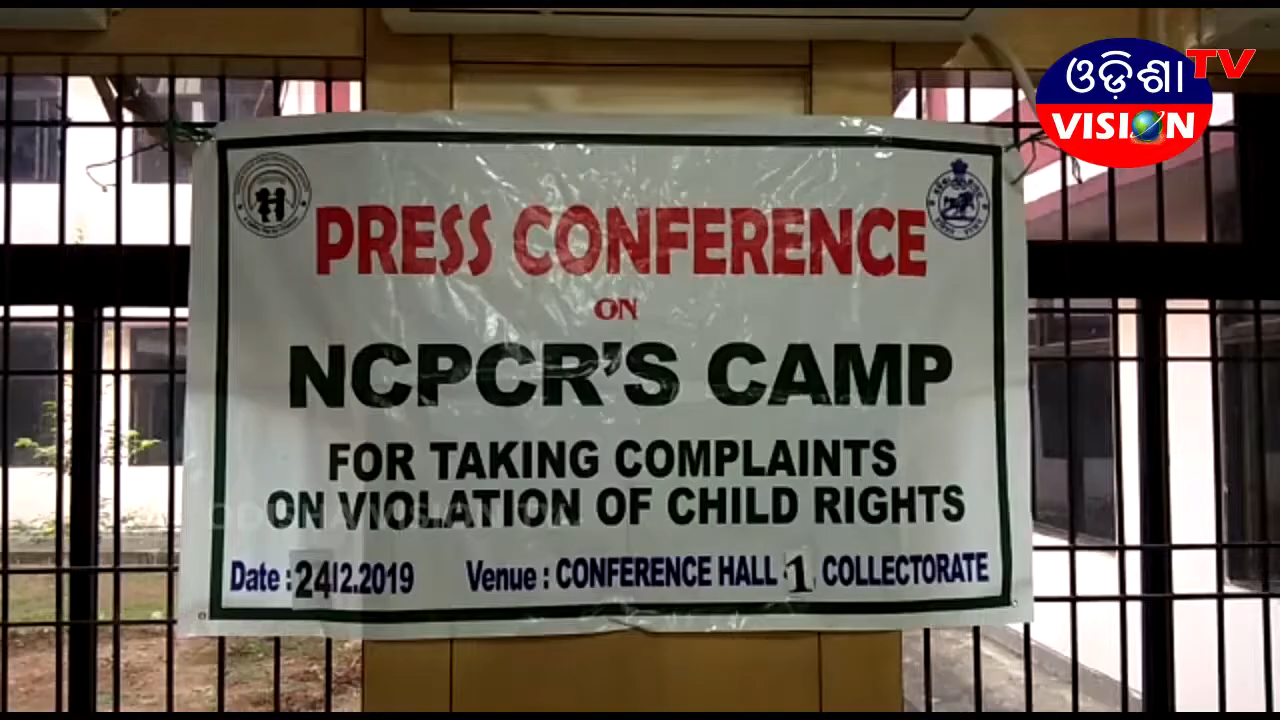 ଓଡ଼ିଶା TV
VISION
PRESS CONFERENCE
ON
NCPCR'S CAMP
FOR TAKING COMPLAINTS
ON VIOLATION OF CHILD RIGHTS
Date : 24.12.2019 Venue : CONFERENCE HALL -1, COLLECTORATE